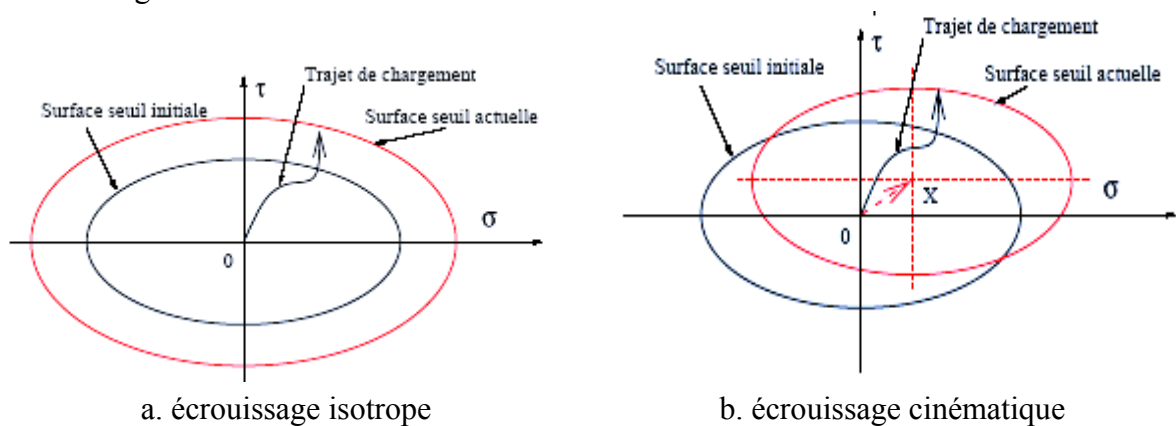 τ
Trajet de chargement
Surface seuil initiale
Surface seuil actuelle
σ
0
a. écrouissage isotrope
τ
Trajet de chargement
Surface seuil initiale
Surface seuil actuelle
X
σ
0
b. écrouissage cinématique